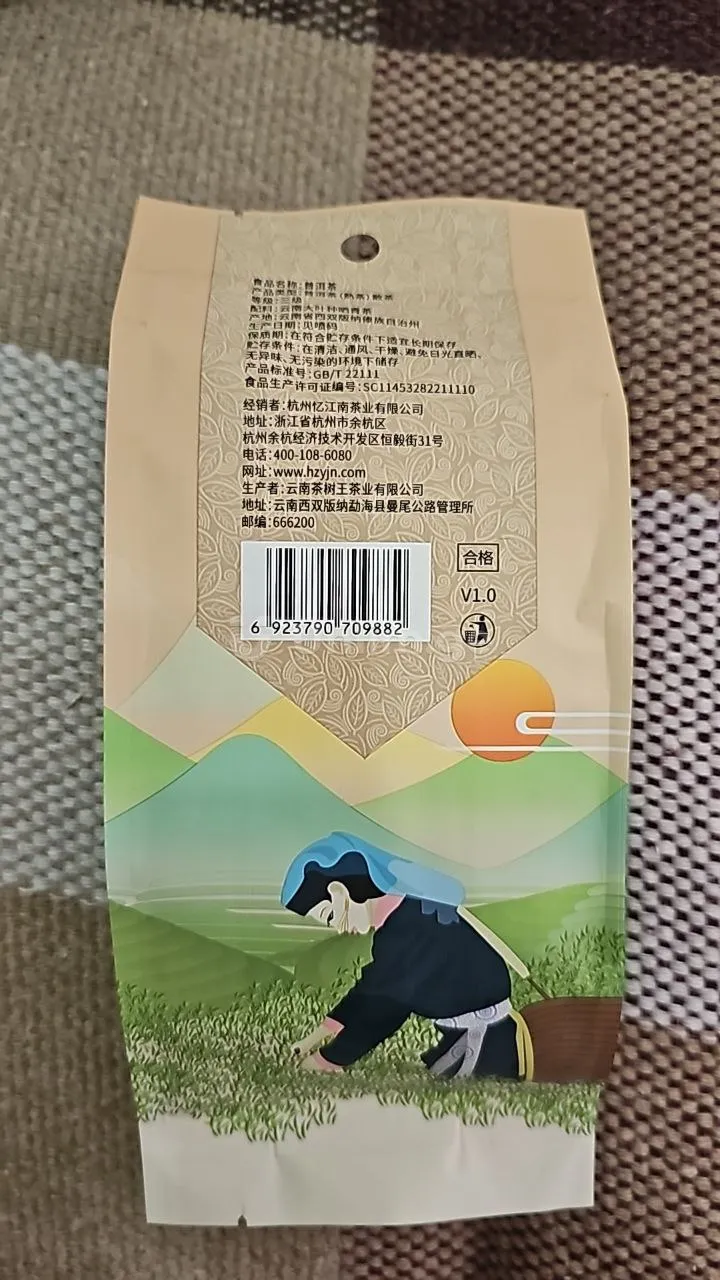 食品名称:普洱茶
产品类型:普洱茶(熟茶)散茶
等级:三级
配料:云南大叶种晒青茶
产地:云南省西双版纳傣族自治州
生产日期:见喷码
保质期:在符合贮存条件下适宜长期保存
贮存条件:在清洁、通风、干燥、避免日光直晒、
无异味、无污染的环境下储存
产品标准号:GB/T 22111
食品生产许可证编号:SC11453282211110
经销者:杭州忆江南茶业有限公司
地址:浙江省杭州市余杭区
杭州余杭经济技术开发区恒毅街31号
电话:400-108-6080
网址:www.hzyjn.com
生产者:云南茶树王茶业有限公司
地址:云南西双版纳勐海县曼尾公路管理所
邮编:666200
合格
V1.0
6 923790 709882